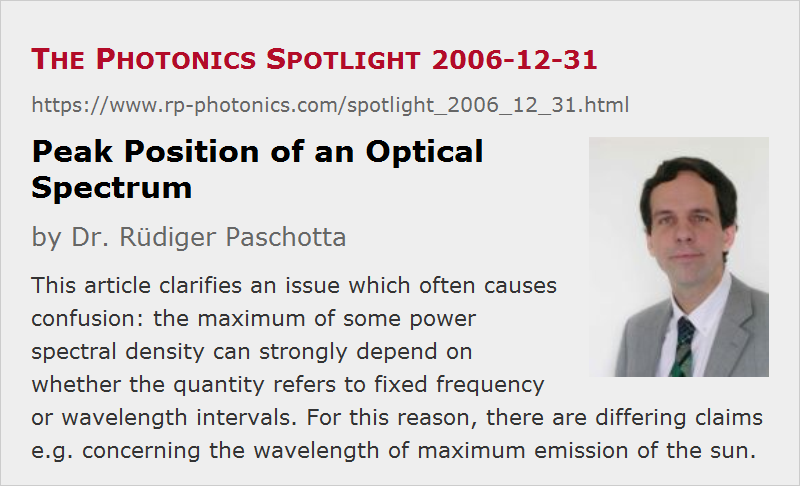 The Photonics Spotlight 2006-12-31
https://www.rp-photonics.com/spotlight_2006_12_31.html
Peak Position of an Optical
Spectrum
by Dr. Rüdiger Paschotta
This article clarifies an issue which often causes
confusion: the maximum of some power
spectral density can strongly depend on
whether the quantity refers to fixed frequency
or wavelength intervals. For this reason, there are differing claims
e.g. concerning the wavelength of maximum emission of the sun.